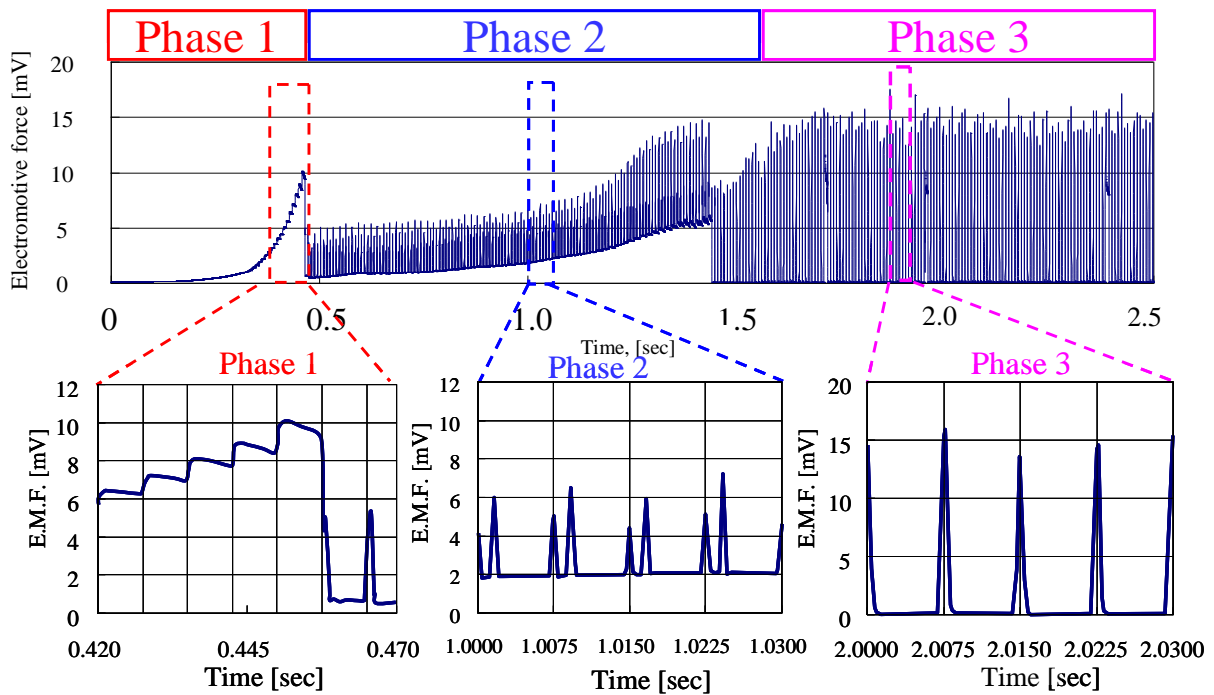 Phase 1 Phase 2 Phase 3
Electromotive force [mV]
20
15
10
5
0
0 0.5 1.0 1.5 2.0 2.5
Time, [sec]
Phase 1
E.M.F. [mV]
12
10
8
6
4
2
0
0.420 0.445 0.470
Time [sec]
Phase 2
E.M.F. [mV]
12
10
8
6
4
2
0
1.0000 1.0075 1.0150 1.0225 1.0300
Time [sec]
Phase 3
E.M.F. [mV]
20
15
10
5
0
2.0000 2.0075 2.0150 2.0225 2.0300
Time [sec]